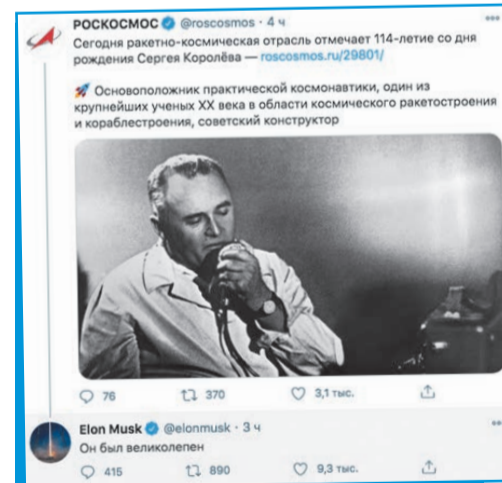 РОСКОСМОС @roscosmos · 4 ч
Сегодня ракетно-космическая отрасль отмечает 114-летие со дня
рождения Сергея Королёва — roscosmos.ru/29801/
🚀 Основоположник практической космонавтики, один из
крупнейших ученых XX века в области космического ракетостроения
и кораблестроения, советский конструктор
76 370 3,1 тыс.
Elon Musk @elonmusk · 3 ч
Он был великолепен
415 890 9,3 тыс.